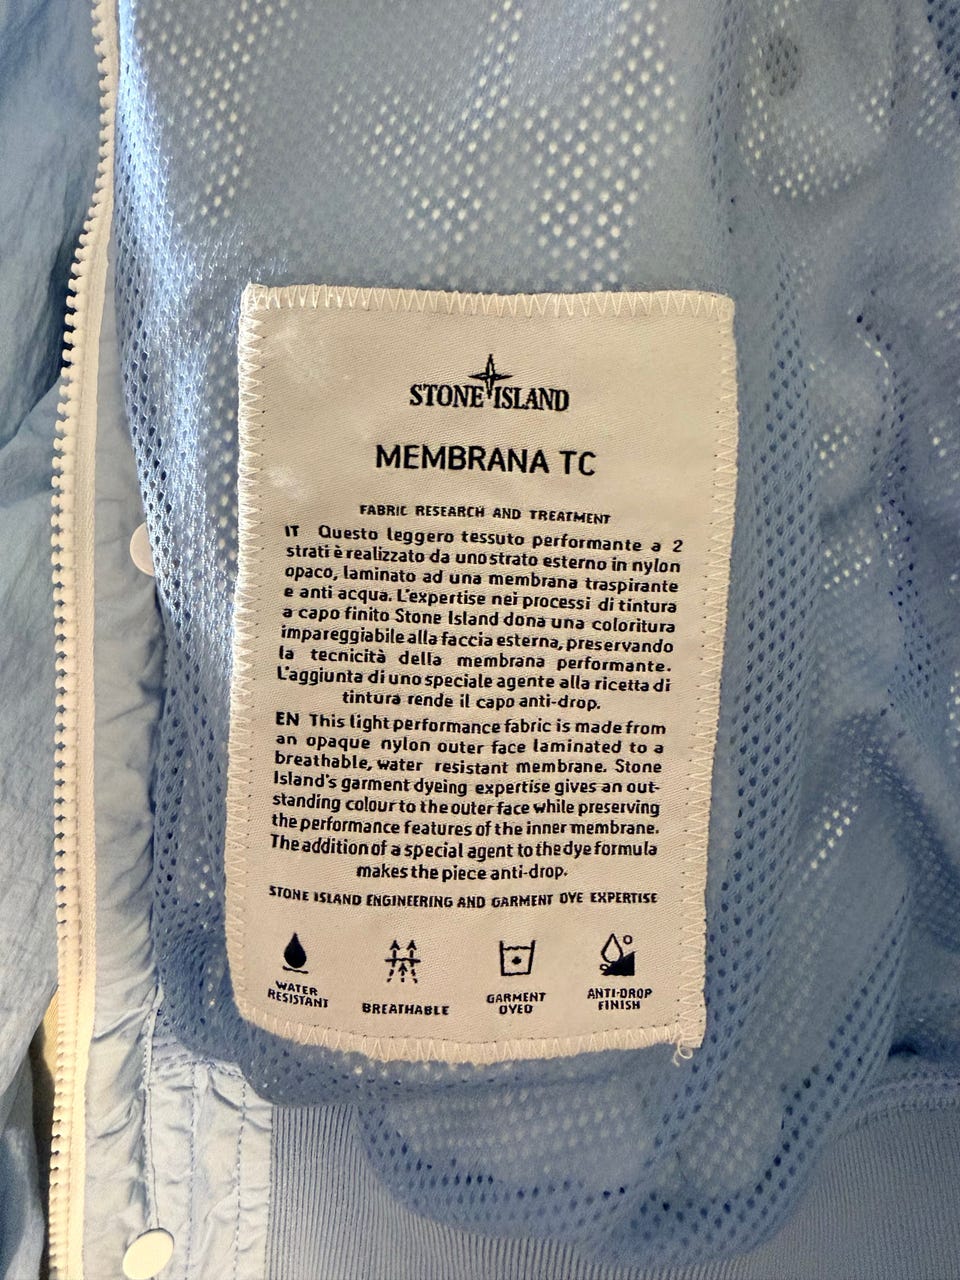 STONE ISLAND
MEMBRANA TC
FABRIC RESEARCH AND TREATMENT
IT Questo leggero tessuto performante a 2
strati è realizzato da uno strato esterno in nylon
opaco, laminato ad una membrana traspirante
e anti acqua. L'expertise nei processi di tintura
a capo finito Stone Island dona una coloritura
impareggiabile alla faccia esterna, preservando
la tecnicità della membrana performante.
L'aggiunta di uno speciale agente alla ricetta di
tintura rende il capo anti-drop.
EN This light performance fabric is made from
an opaque nylon outer face laminated to a
breathable, water resistant membrane. Stone
Island's garment dyeing expertise gives an out-
standing colour to the outer face while preserving
the performance features of the inner membrane.
The addition of a special agent to the dye formula
makes the piece anti-drop.
STONE ISLAND ENGINEERING AND GARMENT DYE EXPERTISE
WATER
RESISTANT
BREATHABLE
GARMENT
DYED
ANTI-DROP
FINISH